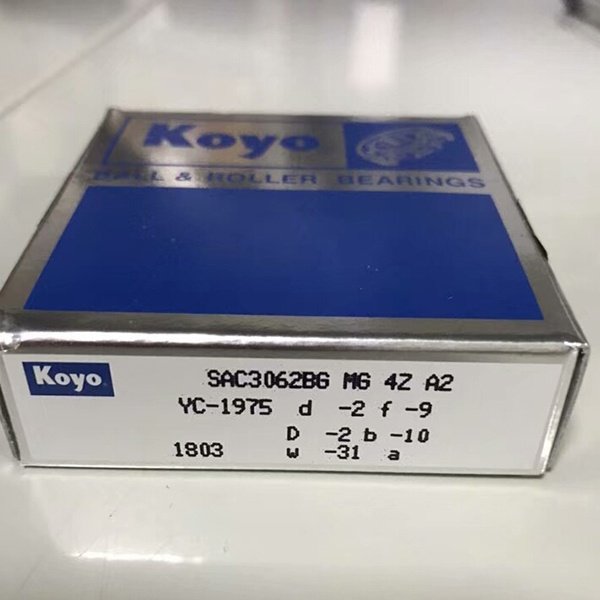 Koyo
BALL & ROLLER BEARINGS
Koyo
SAC3062BG MG 4Z A2
YC-1975 d -2 f -9
D -2 b -10
1803 w -31 a